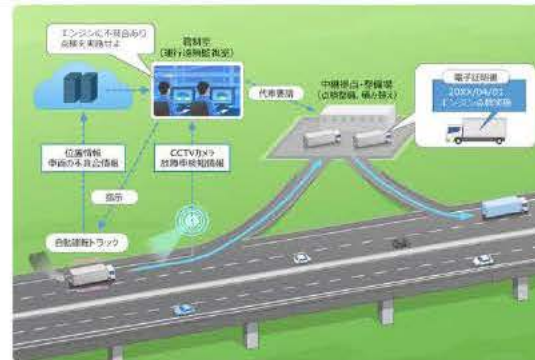 エンジンに不具合あり
点検を実施せよ
管制室
(運行遠隔監視室)
代車要請
中継拠点・整備場
(点検整備、積み替え)
電子証明書
20XX/04/01
エンジン点検実施
位置情報
車両の不具合情報
CCTVカメラ
故障車検知情報
指示
自動運転トラック